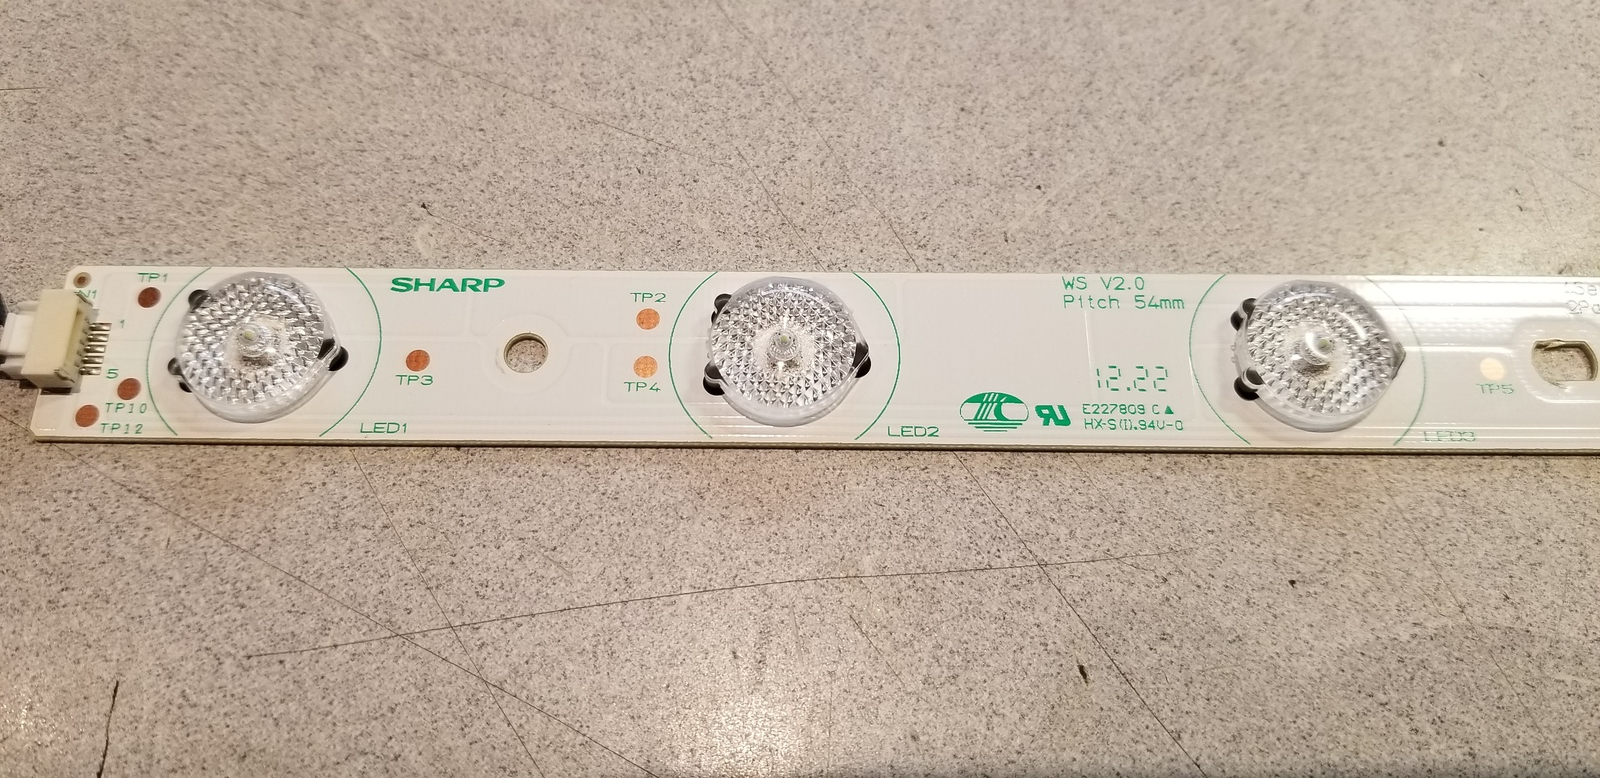 TP1
1
5
TP10
TP12
SHARP
TP3
LED1
TP2
TP4
LED2
WS V2.0
Pitch 54mm
12.22
E227809 C▲
HX-S(I).94V-0
TP5
LED3